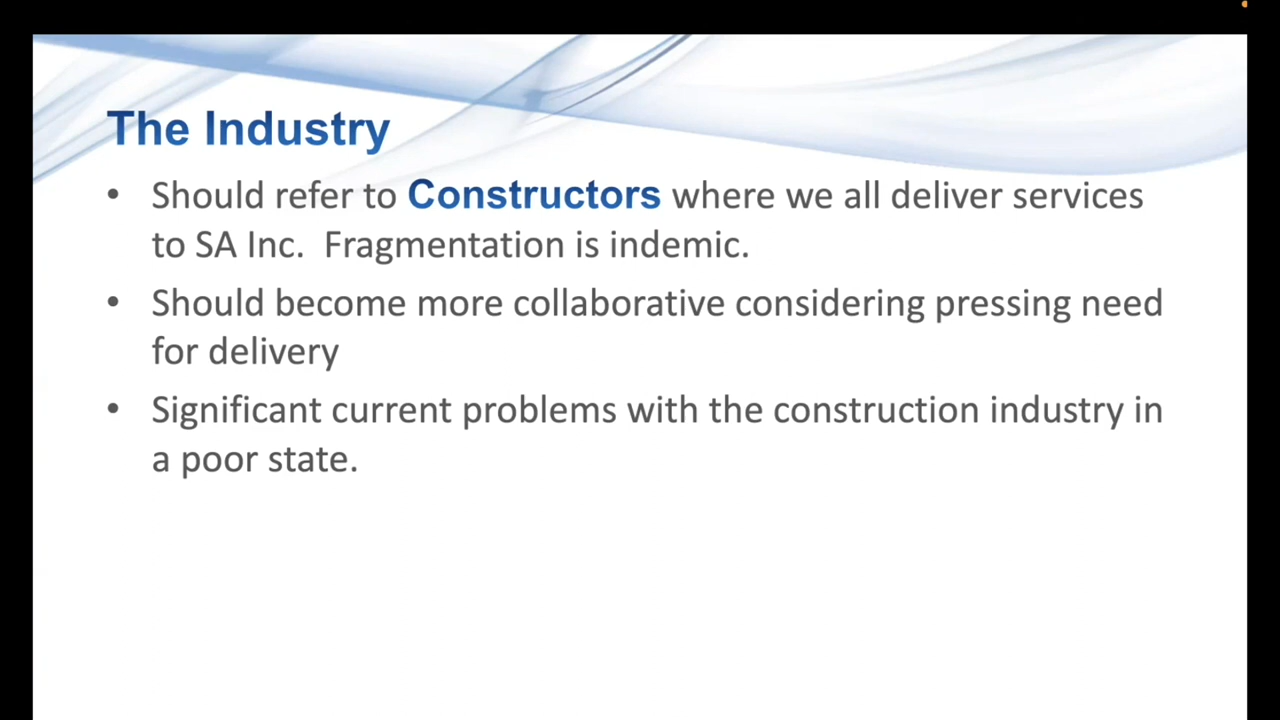 The Industry
• Should refer to Constructors where we all deliver services
to SA Inc.  Fragmentation is indemic.
• Should become more collaborative considering pressing need
for delivery
• Significant current problems with the construction industry in
a poor state.